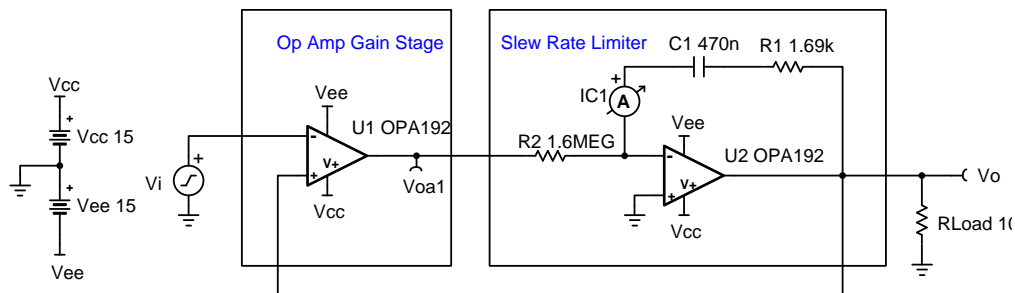 Op Amp Gain Stage
Slew Rate Limiter
C1 470n
R1 1.69k
Vcc
Vee
IC1
A
Vee
+
Vcc 15
+
Vi
U1 OPA192
-
+
V+
R2 1.6MEG
-
+
V+
U2 OPA192
+
Vee 15
Voa1
Vo
Vcc
Vcc
Vee
RLoad 10